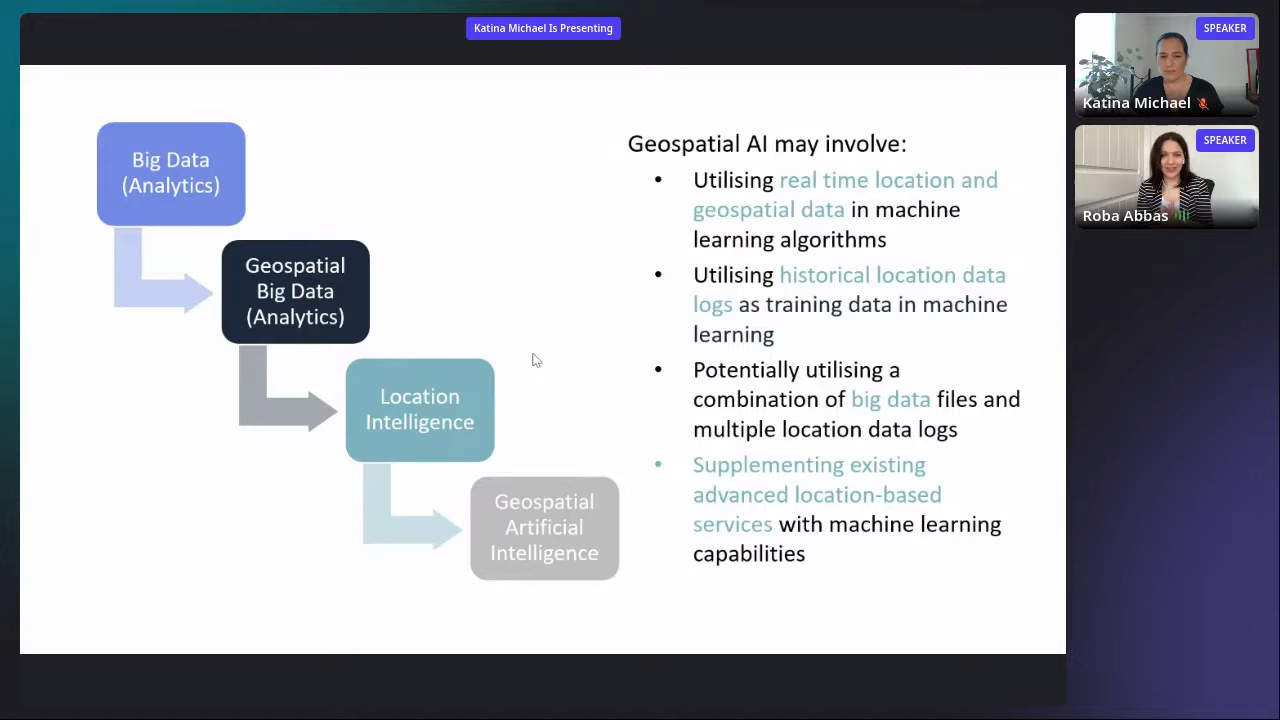 Katina Michael Is Presenting
SPEAKER
Katina Michael
SPEAKER
Roba Abbas
Big Data
(Analytics)
Geospatial
Big Data
(Analytics)
Location
Intelligence
Geospatial
Artificial
Intelligence
Geospatial AI may involve:
• Utilising real time location and
geospatial data in machine
learning algorithms
• Utilising historical location data
logs as training data in machine
learning
• Potentially utilising a
combination of big data files and
multiple location data logs
• Supplementing existing
advanced location-based
services with machine learning
capabilities